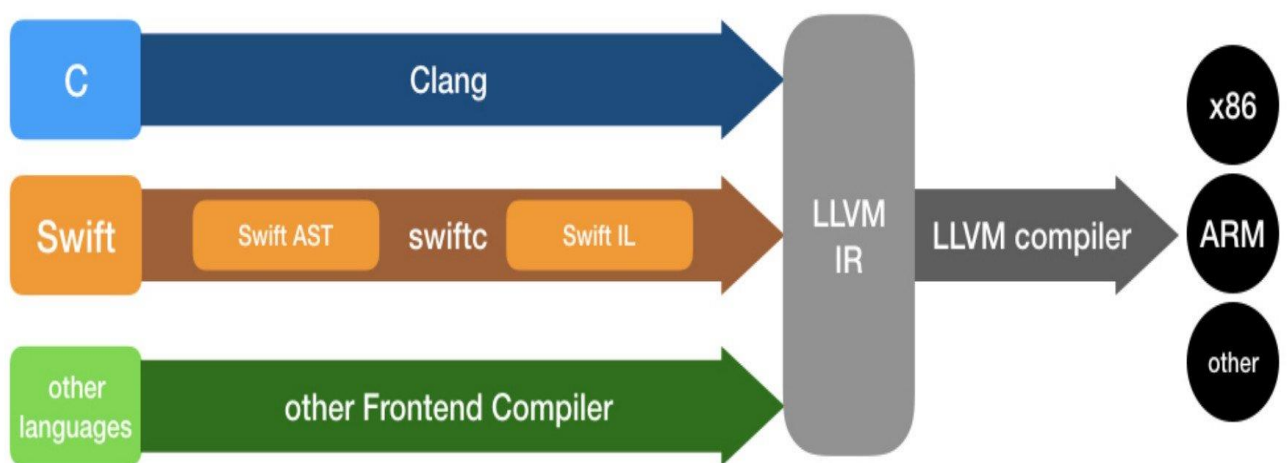 C
Clang
Swift
Swift AST
swiftc
Swift IL
other
languages
other Frontend Compiler
LLVM
IR
LLVM compiler
x86
ARM
other